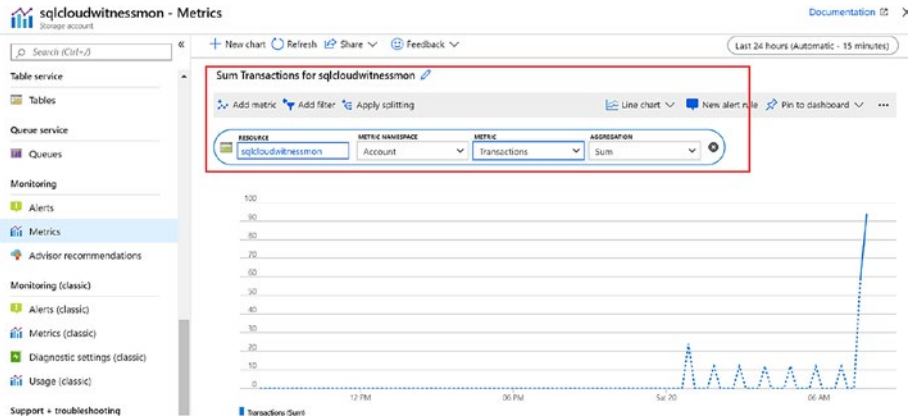 sqlcloudwitnessmon - Metrics
Storage account
Documentation
Search (Ctrl+/)
«
New chart Refresh Share Feedback
Last 24 hours (Automatic - 15 minutes)
Table service
Tables
Queue service
Queues
Monitoring
Alerts
Metrics
Advisor recommendations
Monitoring (classic)
Alerts (classic)
Metrics (classic)
Diagnostic settings (classic)
Usage (classic)
Support + troubleshooting
Sum Transactions for sqlcloudwitnessmon
Add metric Add filter Apply splitting
Line chart New alert rule Pin to dashboard ...
RESOURCE METRIC NAMESPACE METRIC AGGREGATION
sqlcloudwitnessmon Account Transactions Sum
100
90
80
70
60
50
40
30
20
10
0
12 PM 06 PM Sat 20 06 AM
Transactions (Sum)